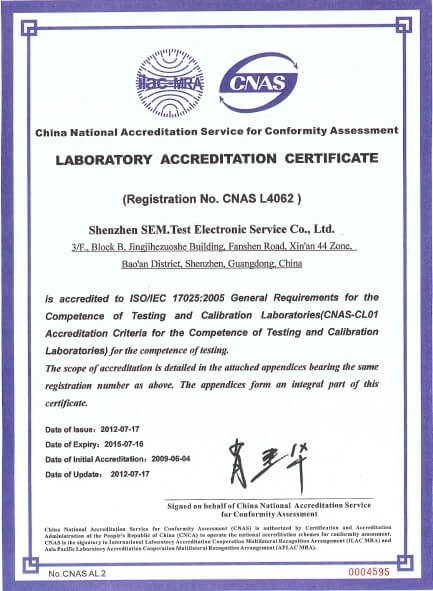 ilac-MRA
CNAS
China National Accreditation Service for Conformity Assessment
LABORATORY ACCREDITATION CERTIFICATE
(Registration No. CNAS L4062 )
Shenzhen SEM.Test Electronic Service Co., Ltd.
3/F., Block B, Jingjihezuoshe Building, Fanshen Road, Xin'an 44 Zone,
Bao'an District, Shenzhen, Guangdong, China
is accredited to ISO/IEC 17025:2005 General Requirements for the
Competence of Testing and Calibration Laboratories(CNAS-CL01
Accreditation Criteria for the Competence of Testing and Calibration
Laboratories) for the competence of testing.
The scope of accreditation is detailed in the attached appendices bearing the same
registration number as above. The appendices form an integral part of this
certificate.
Date of Issue: 2012-07-17
Date of Expiry: 2015-07-16
Date of Initial Accreditation: 2009-06-04
Date of Update: 2012-07-17
Signed on behalf of China National Accreditation Service
for Conformity Assessment
China National Accreditation Service for Conformity Assessment (CNAS) is authorized by Certification and Accreditation
Administration of the People's Republic of China (CNCA) to operate the national accreditation schemes for conformity assessment.
CNAS is the signatory to International Laboratory Accreditation Cooperation Multilateral Recognition Arrangement (ILAC MRA) and
Asia Pacific Laboratory Accreditation Cooperation Multilateral Recognition Arrangement (APLAC MRA).
No.CNAS AL 2
0004595